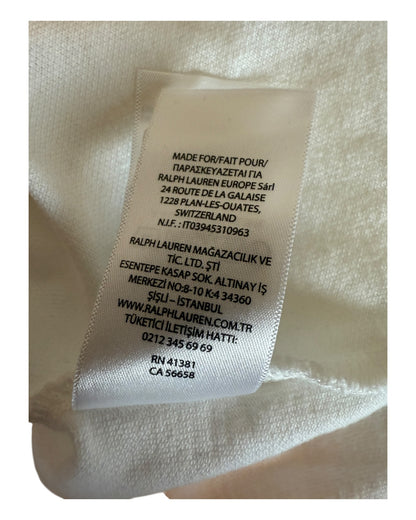 MADE FOR/FAIT POUR/
ΠΑΡΑΣΚΕΥΑΖΕΤΑΙ ΓΙΑ
RALPH LAUREN EUROPE Sárl
24 ROUTE DE LA GALAISE
1228 PLAN-LES-OUATES,
SWITZERLAND
N.I.F. : IT03945310963
RALPH LAUREN MAĞAZACILIK VE
TİC. LTD. ŞTİ
ESENTEPE KASAP SOK. ALTINAY İŞ
MERKEZİ NO:8-10 K:4 34360
ŞİŞLİ – İSTANBUL
WWW.RALPHLAUREN.COM.TR
TÜKETİCİ İLETİŞİM HATTI:
0212 345 69 69
RN 41381
CA 56658